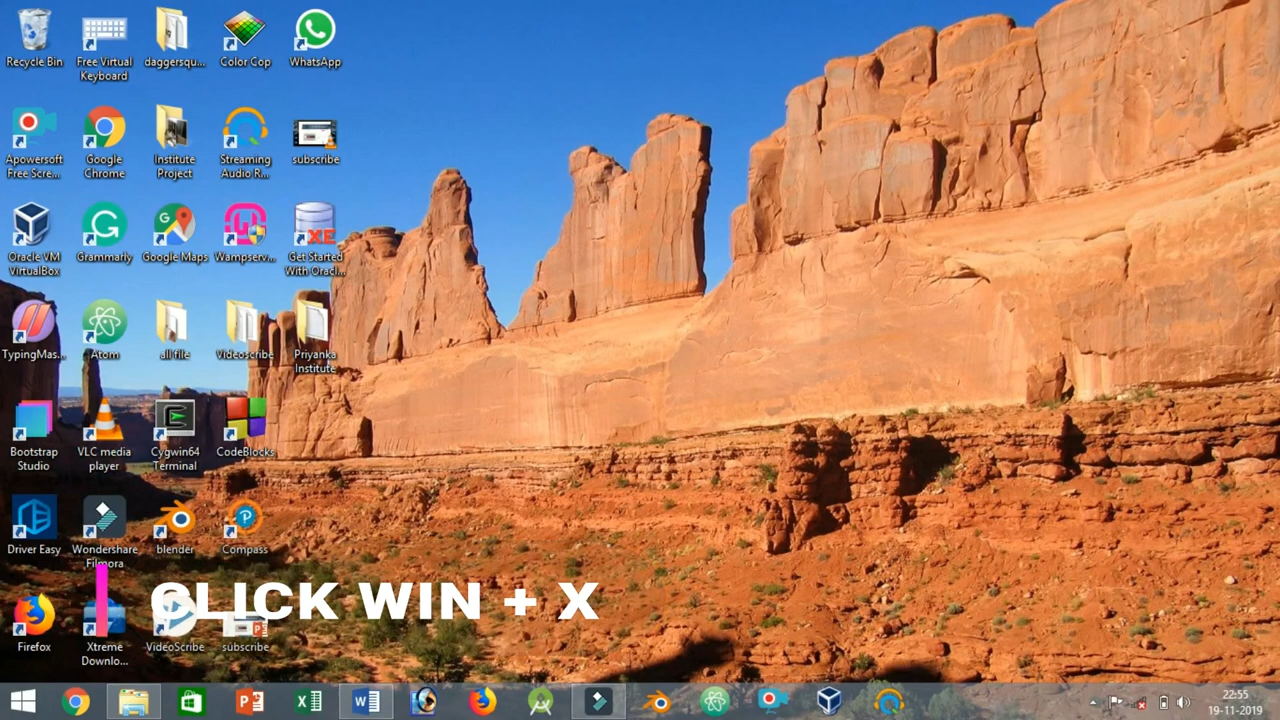 Recycle Bin
Free Virtual
Keyboard
daggersqu...
Color Cop
WhatsApp
Apowersoft
Free Scre...
Google
Chrome
Institute
Project
Streaming
Audio R...
subscribe
Oracle VM
VirtualBox
Grammarly
Google Maps
Wampserv...
XE
Get Started
With Oracl...
TypingMas...
Atom
all file
Videoscribe
Priyanka
Institute
Bootstrap
Studio
VLC media
player
Cygwin64
Terminal
CodeBlocks
Driver Easy
Wondershare
Filmora
blender
Compass
CLICK WIN + X
Firefox
Xtreme
Downlo...
VideoScribe
subscribe
22:55
19-11-2019